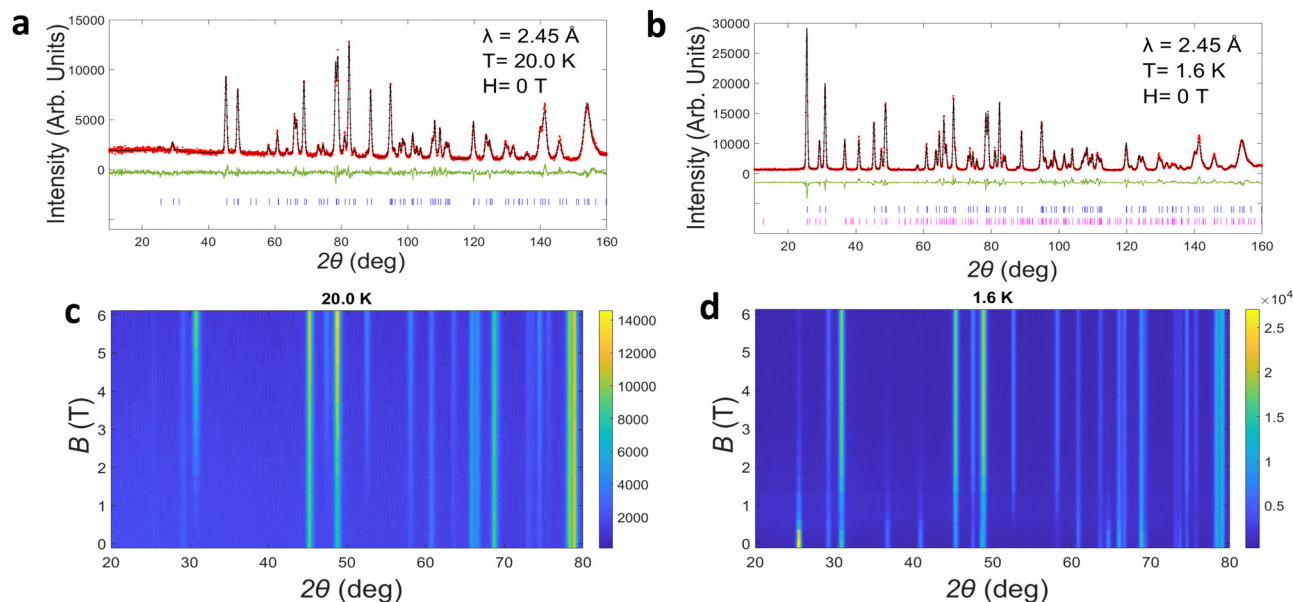 a
15000
10000
5000
0
Intensity (Arb. Units)
λ = 2.45 Å
T= 20.0 K
H= 0 T
20 40 60 80 100 120 140 160
2θ (deg)
b
30000
25000
20000
15000
10000
5000
0
Intensity (Arb. Units)
λ = 2.45 Å
T= 1.6 K
H= 0 T
20 40 60 80 100 120 140 160
2θ (deg)
c
20.0 K
6
5
4
3
2
1
0
B (T)
20 30 40 50 60 70 80
2θ (deg)
14000
12000
10000
8000
6000
4000
2000
d
1.6 K
6
5
4
3
2
1
0
B (T)
20 30 40 50 60 70 80
2θ (deg)
×10⁴
2.5
2
1.5
1
0.5